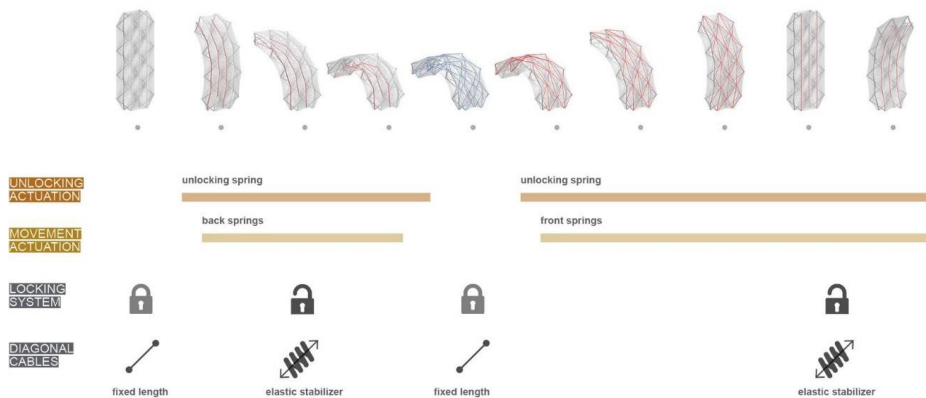 UNLOCKING
ACTUATION
unlocking spring
unlocking spring
MOVEMENT
ACTUATION
back springs
front springs
LOCKING
SYSTEM
DIAGONAL
CABLES
fixed length
elastic stabilizer
fixed length
elastic stabilizer